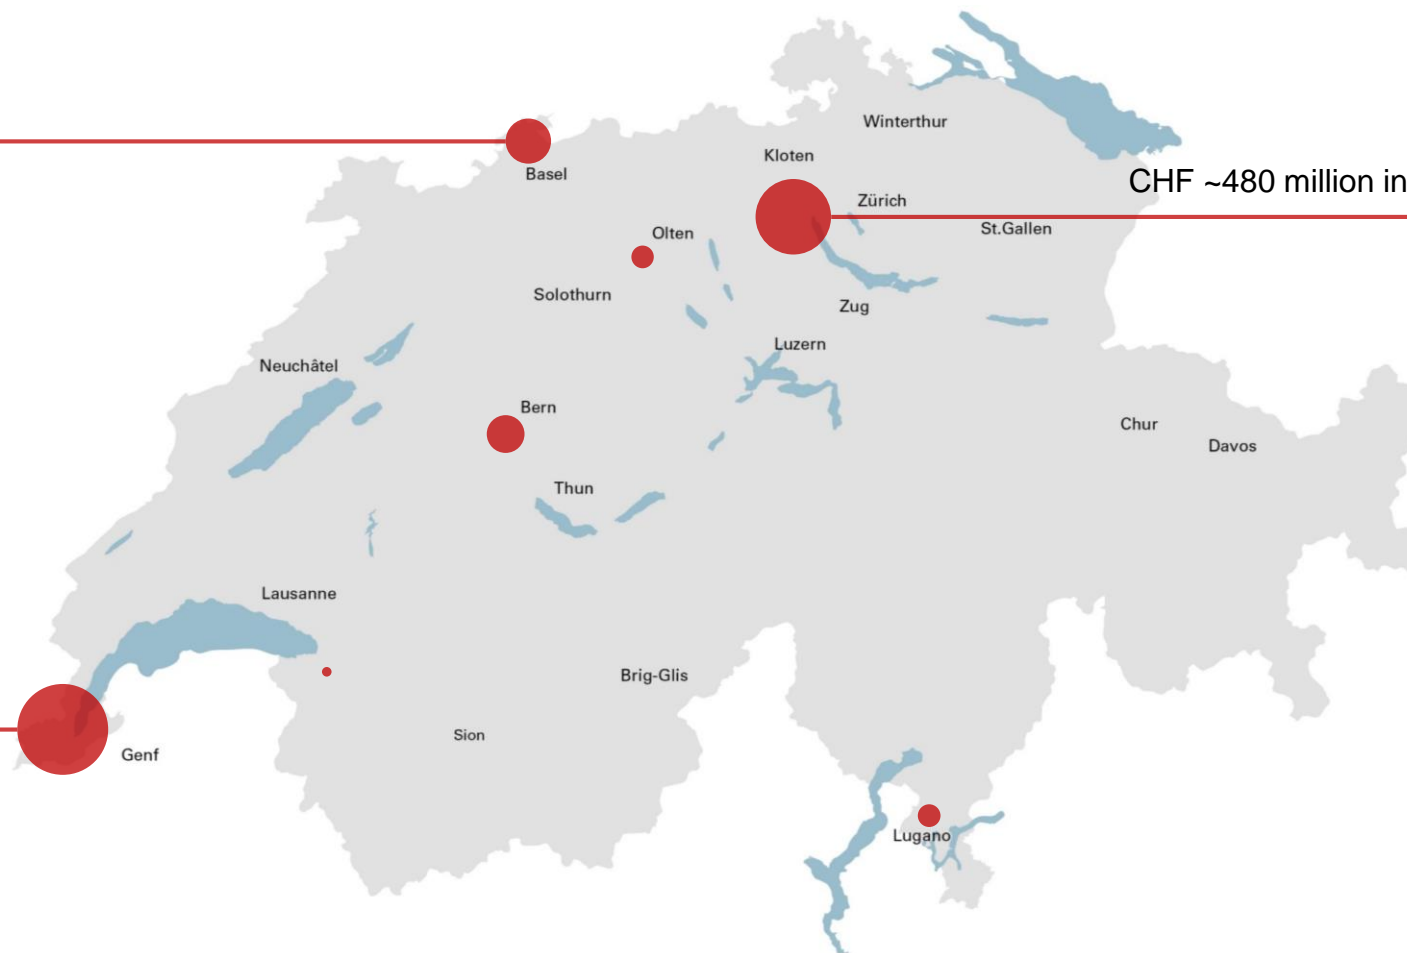 Winterthur
Kloten
Basel
CHF ~480 million in
Zürich
St.Gallen
Olten
Solothurn
Zug
Luzern
Neuchâtel
Bern
Chur
Davos
Thun
Lausanne
Brig-Glis
Sion
Genf
Lugano